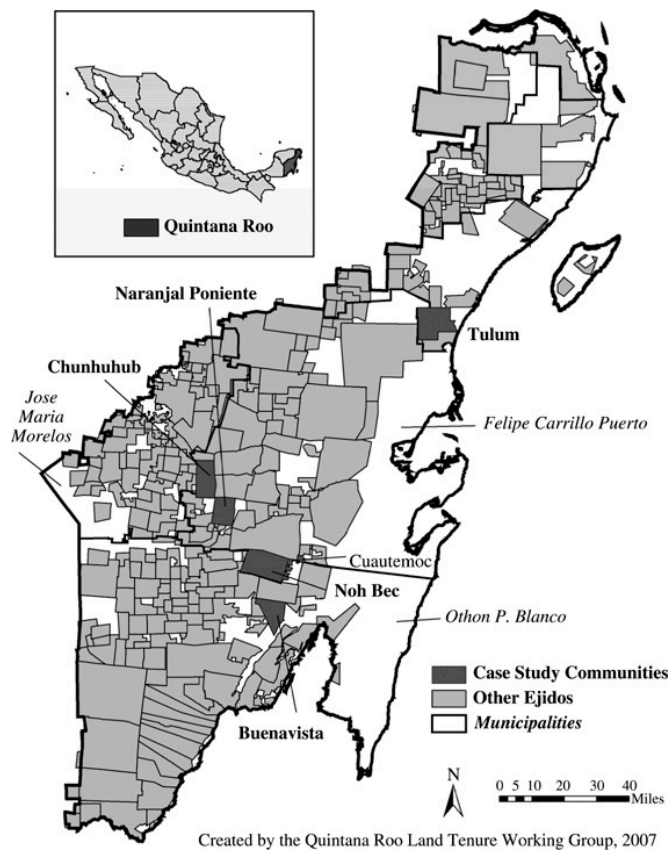 Quintana Roo
Naranjal Poniente
Chunhuhub
Tulum
Jose
Maria
Morelos
Felipe Carrillo Puerto
Cuautemoc
Noh Bec
Othon P. Blanco
Case Study Communities
Other Ejidos
Municipalities
Buenavista
N
0 5 10 20 30 40
Miles
Created by the Quintana Roo Land Tenure Working Group, 2007